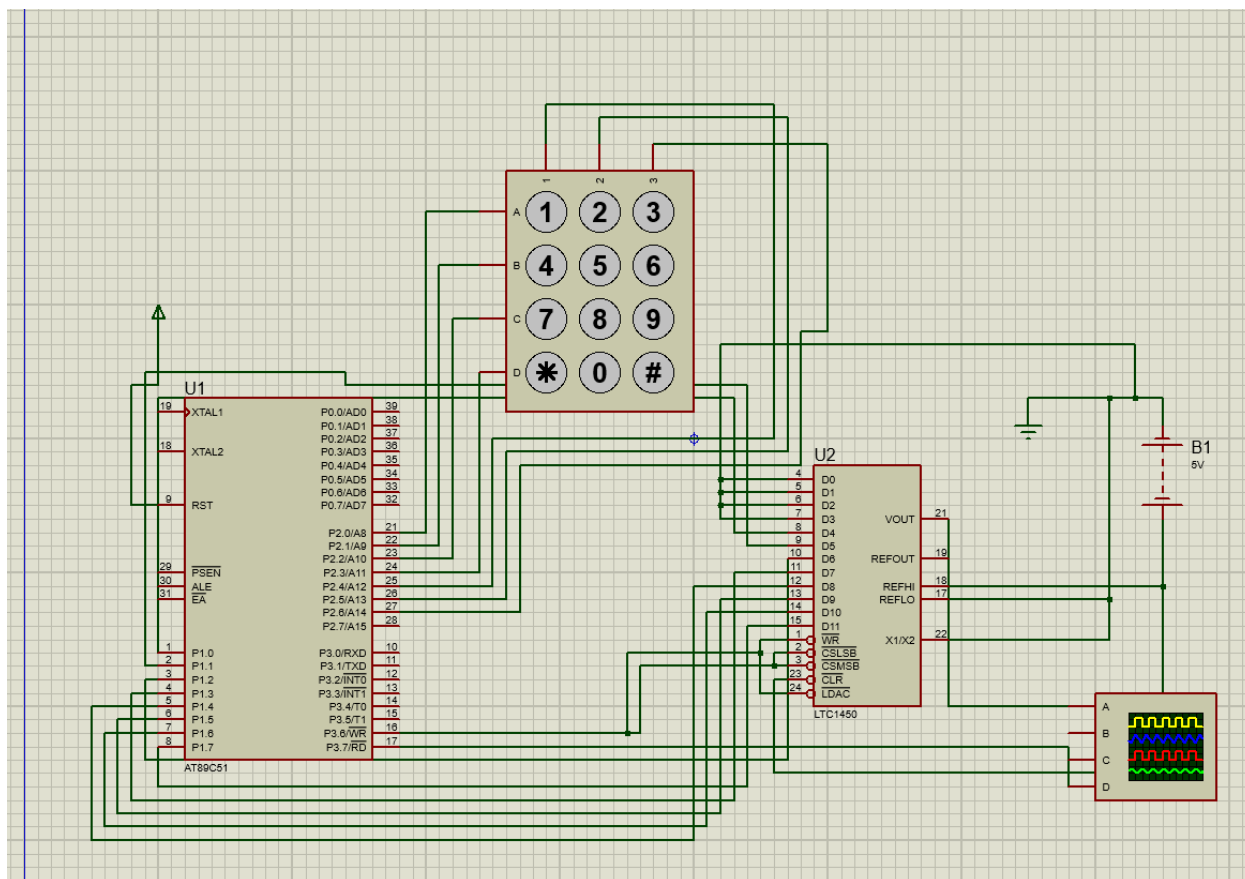 1 2 3
A 1 2 3
B 4 5 6
C 7 8 9
D * 0 #
U1
19 XTAL1
18 XTAL2
9 RST
29 PSEN
30 ALE
31 EA
1 P1.0
2 P1.1
3 P1.2
4 P1.3
5 P1.4
6 P1.5
7 P1.6
8 P1.7
P0.0/AD0 39
P0.1/AD1 38
P0.2/AD2 37
P0.3/AD3 36
P0.4/AD4 35
P0.5/AD5 34
P0.6/AD6 33
P0.7/AD7 32
P2.0/A8 21
P2.1/A9 22
P2.2/A10 23
P2.3/A11 24
P2.4/A12 25
P2.5/A13 26
P2.6/A14 27
P2.7/A15 28
P3.0/RXD 10
P3.1/TXD 11
P3.2/INT0 12
P3.3/INT1 13
P3.4/T0 14
P3.5/T1 15
P3.6/WR 16
P3.7/RD 17
AT89C51
U2
4 D0
5 D1
6 D2
7 D3
8 D4
9 D5
10 D6
11 D7
12 D8
13 D9
14 D10
15 D11
1 WR
2 CSLSB
3 CSMSB
23 CLR
24 LDAC
VOUT 21
REFOUT 19
REFHI 18
REFLO 17
X1/X2 22
LTC1450
B1
5V
A
B
C
D